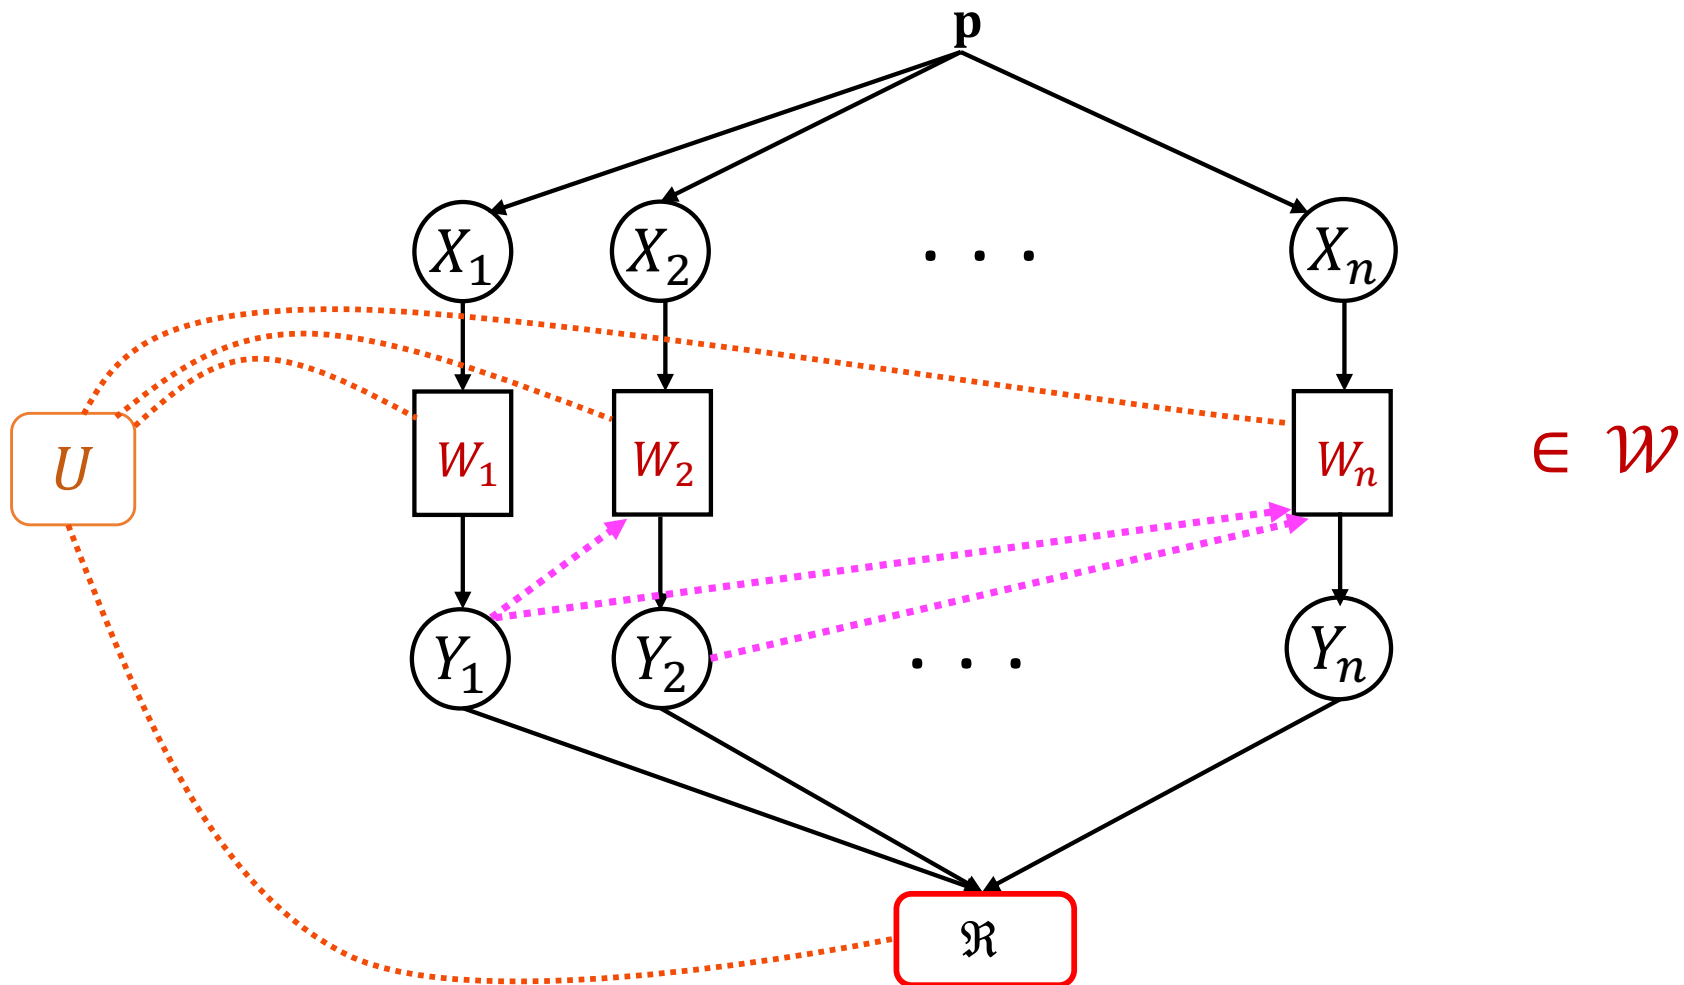 p
X₁ X₂ . . . Xₙ
U W₁ W₂ Wₙ ∈ 𝒲
Y₁ Y₂ . . . Yₙ
ℜ